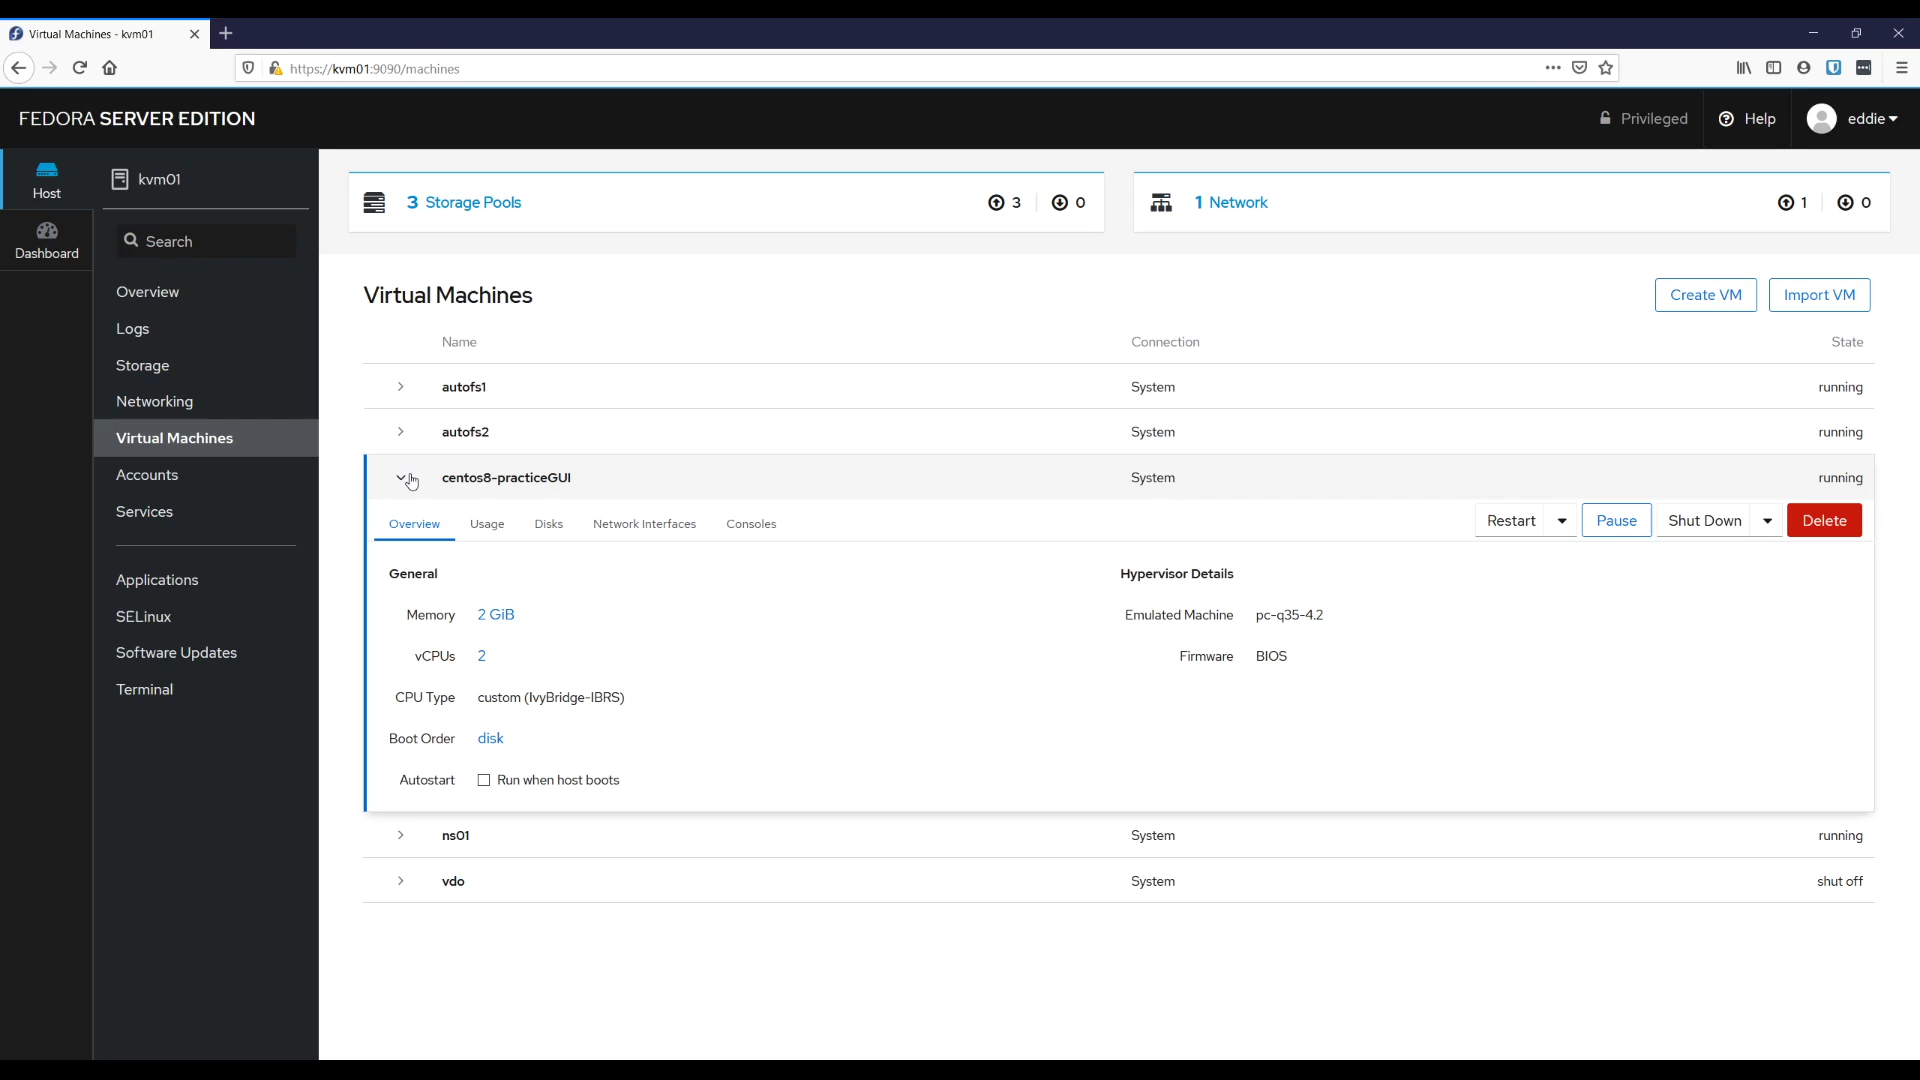 Virtual Machines - kvm01
https://kvm01:9090/machines
FEDORA SERVER EDITION
Privileged
Help
eddie
Host
Dashboard
kvm01
Search
Overview
Logs
Storage
Networking
Virtual Machines
Accounts
Services
Applications
SELinux
Software Updates
Terminal
3 Storage Pools
3
0
1 Network
1
0
Virtual Machines
Create VM
Import VM
Name Connection State
autofs1 System running
autofs2 System running
centos8-practiceGUI System running
Overview Usage Disks Network Interfaces Consoles
Restart
Pause
Shut Down
Delete
General
Memory 2 GiB
vCPUs 2
CPU Type custom (IvyBridge-IBRS)
Boot Order disk
Autostart Run when host boots
Hypervisor Details
Emulated Machine pc-q35-4.2
Firmware BIOS
ns01 System running
vdo System shut off